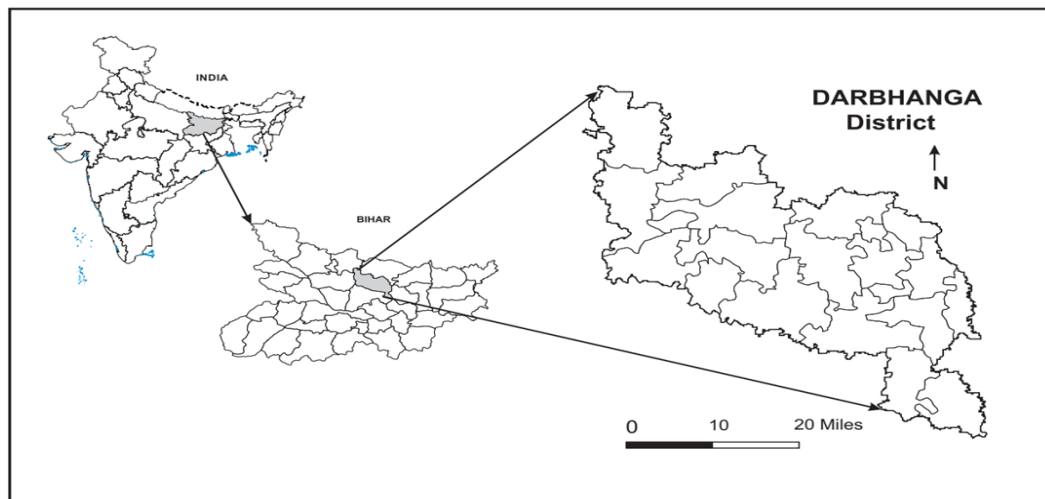 INDIA
DARBHANGA
District
N
BIHAR
0 10 20 Miles